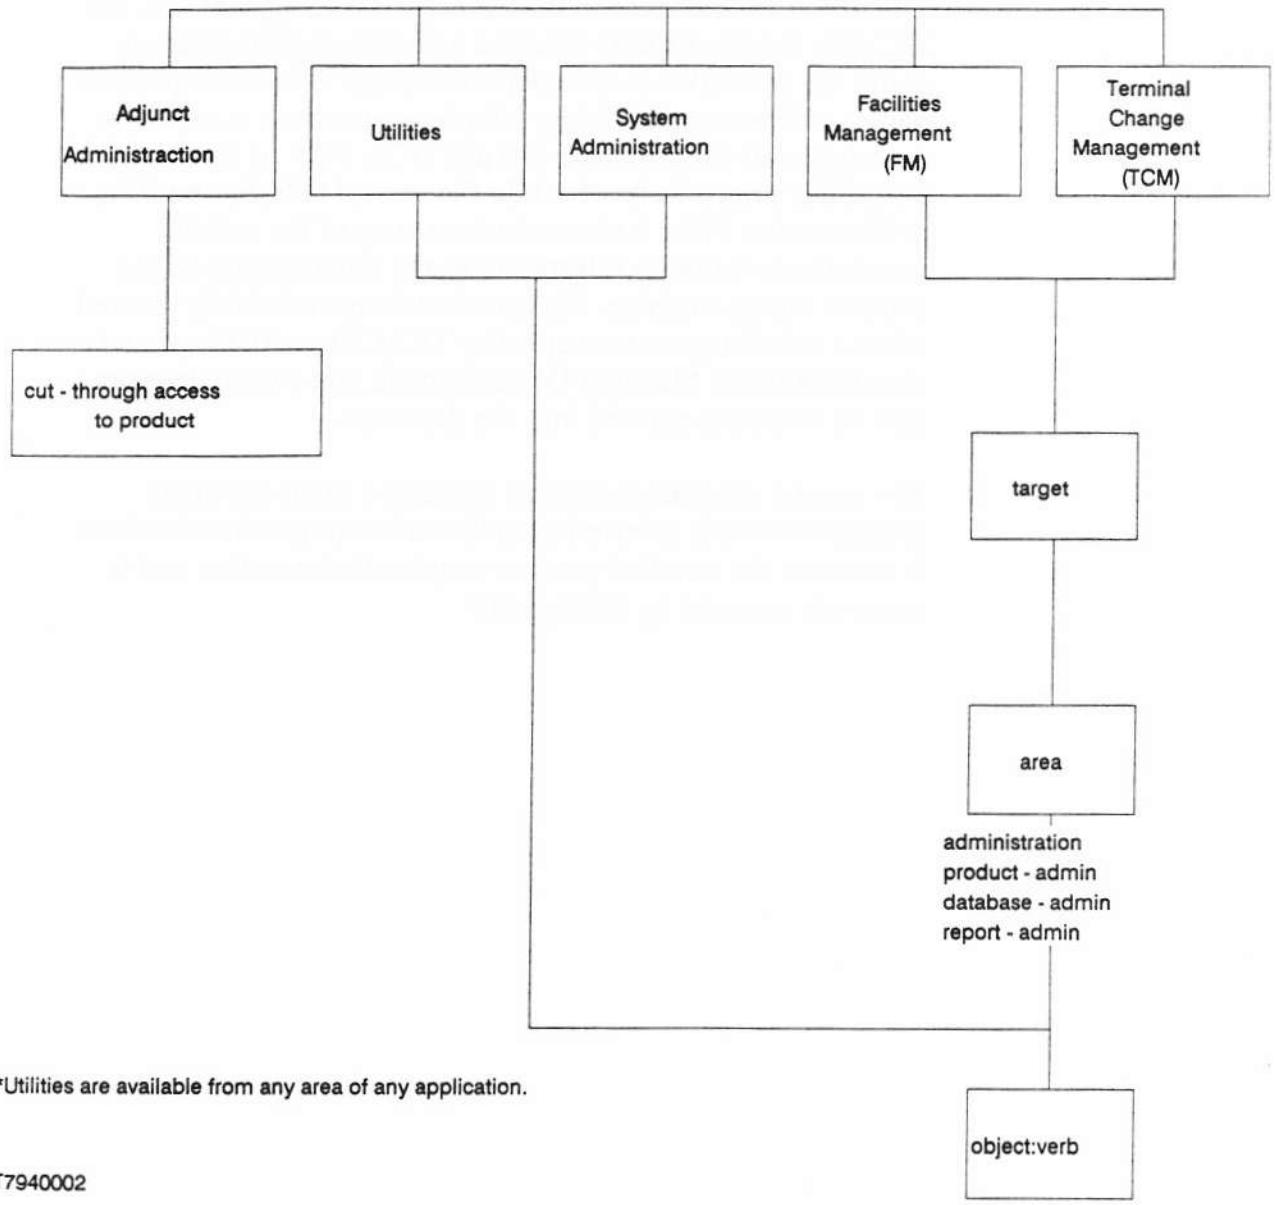 Adjunct
Administraction
Utilities
System
Administration
Facilities
Management
(FM)
Terminal
Change
Management
(TCM)
cut - through access
to product
target
area
administration
product - admin
database - admin
report - admin
*Utilities are available from any area of any application.
object:verb
T7940002